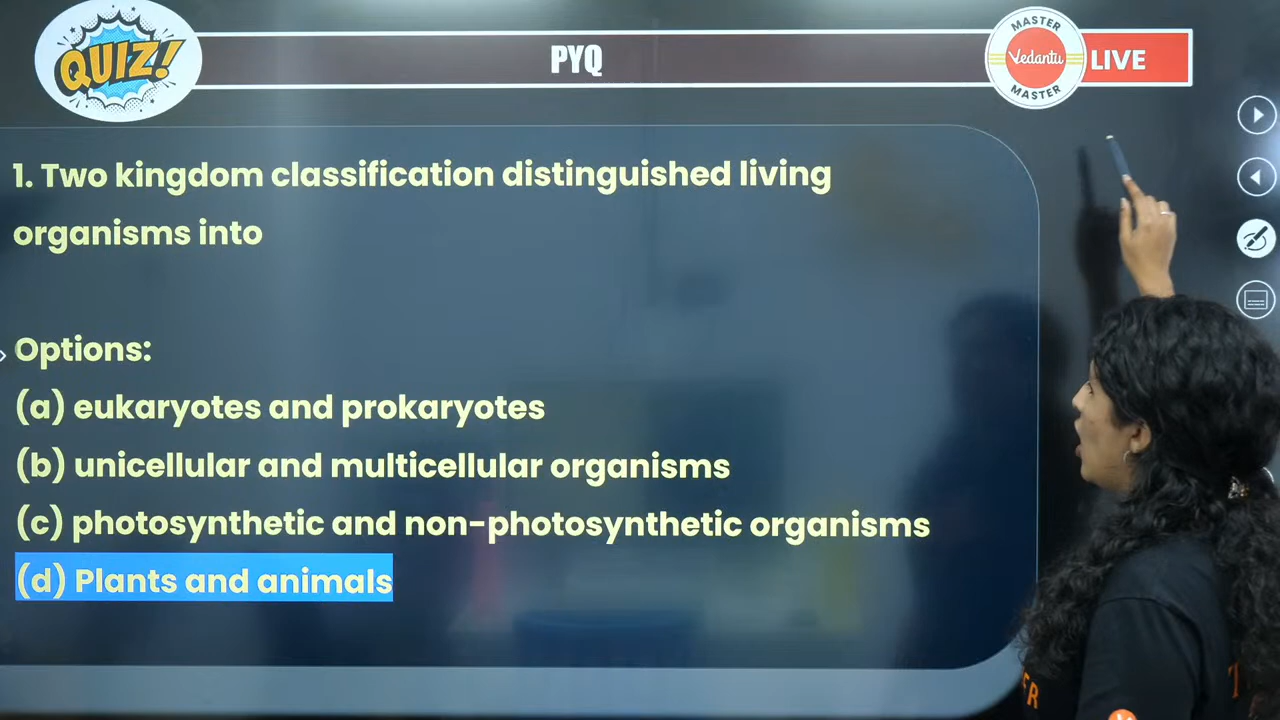 QUIZ!
PYQ
MASTER
Vedantu
MASTER
LIVE
1. Two kingdom classification distinguished living
organisms into
Options:
(a) eukaryotes and prokaryotes
(b) unicellular and multicellular organisms
(c) photosynthetic and non-photosynthetic organisms
(d) Plants and animals